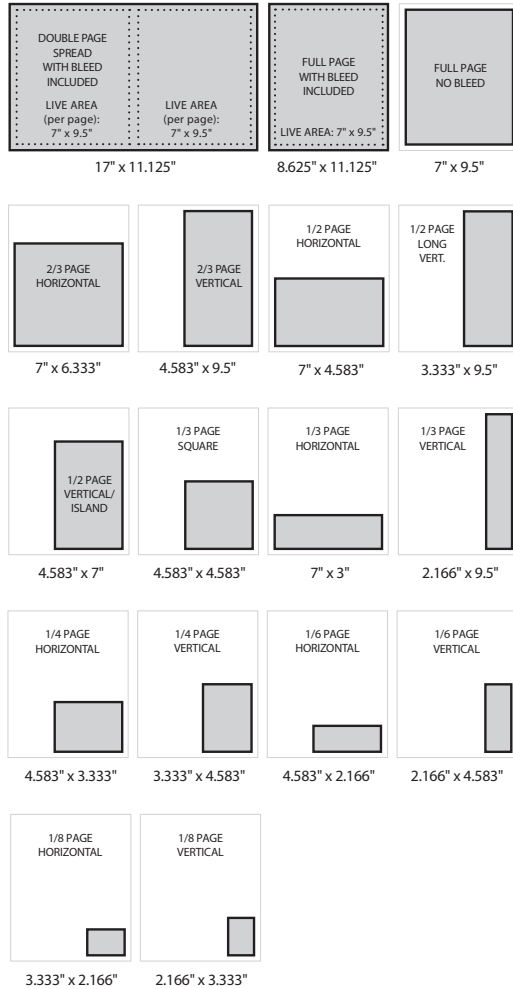 DOUBLE PAGE
SPREAD
WITH BLEED
INCLUDED
LIVE AREA
(per page):
7" x 9.5"
LIVE AREA
(per page):
7" x 9.5"
17" x 11.125"
FULL PAGE
WITH BLEED
INCLUDED
LIVE AREA: 7" x 9.5"
8.625" x 11.125"
FULL PAGE
NO BLEED
7" x 9.5"
2/3 PAGE
HORIZONTAL
7" x 6.333"
2/3 PAGE
VERTICAL
4.583" x 9.5"
1/2 PAGE
HORIZONTAL
7" x 4.583"
1/2 PAGE
LONG
VERT.
3.333" x 9.5"
1/2 PAGE
VERTICAL/
ISLAND
4.583" x 7"
1/3 PAGE
SQUARE
4.583" x 4.583"
1/3 PAGE
HORIZONTAL
7" x 3"
1/3 PAGE
VERTICAL
2.166" x 9.5"
1/4 PAGE
HORIZONTAL
4.583" x 3.333"
1/4 PAGE
VERTICAL
3.333" x 4.583"
1/6 PAGE
HORIZONTAL
4.583" x 2.166"
1/6 PAGE
VERTICAL
2.166" x 4.583"
1/8 PAGE
HORIZONTAL
3.333" x 2.166"
1/8 PAGE
VERTICAL
2.166" x 3.333"